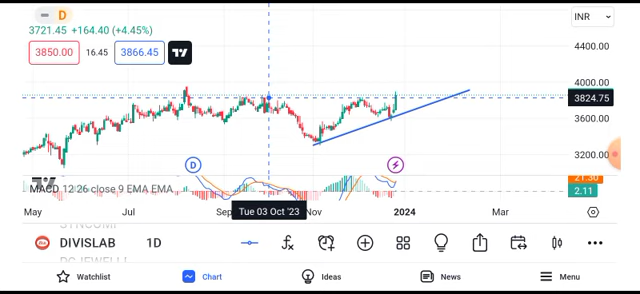 D
INR
3721.45 +164.40 (+4.45%)
3850.00
16.45
3866.45
4400.00
4000.00
3824.75
3600.00
3200.00
D
MACD 12 26 close 9 EMA EMA
21.30
2.11
May
Jul
Sep
Tue 03 Oct '23
Nov
2024
Mar
DIVISLAB
1D
Watchlist
Chart
Ideas
News
Menu